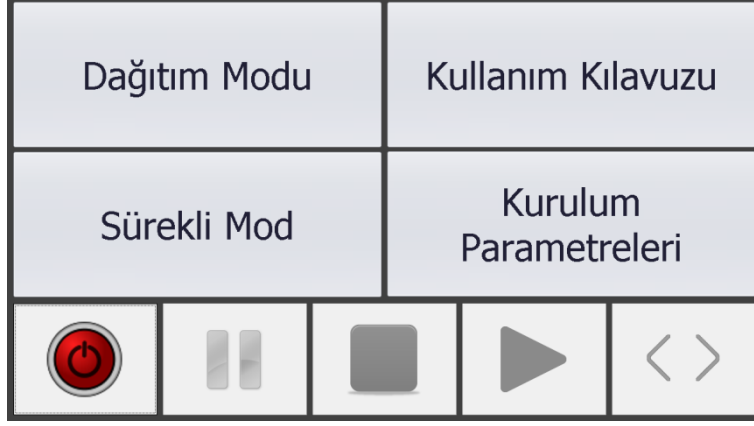 Dağıtım Modu
Kullanım Kılavuzu
Sürekli Mod
Kurulum
Parametreleri